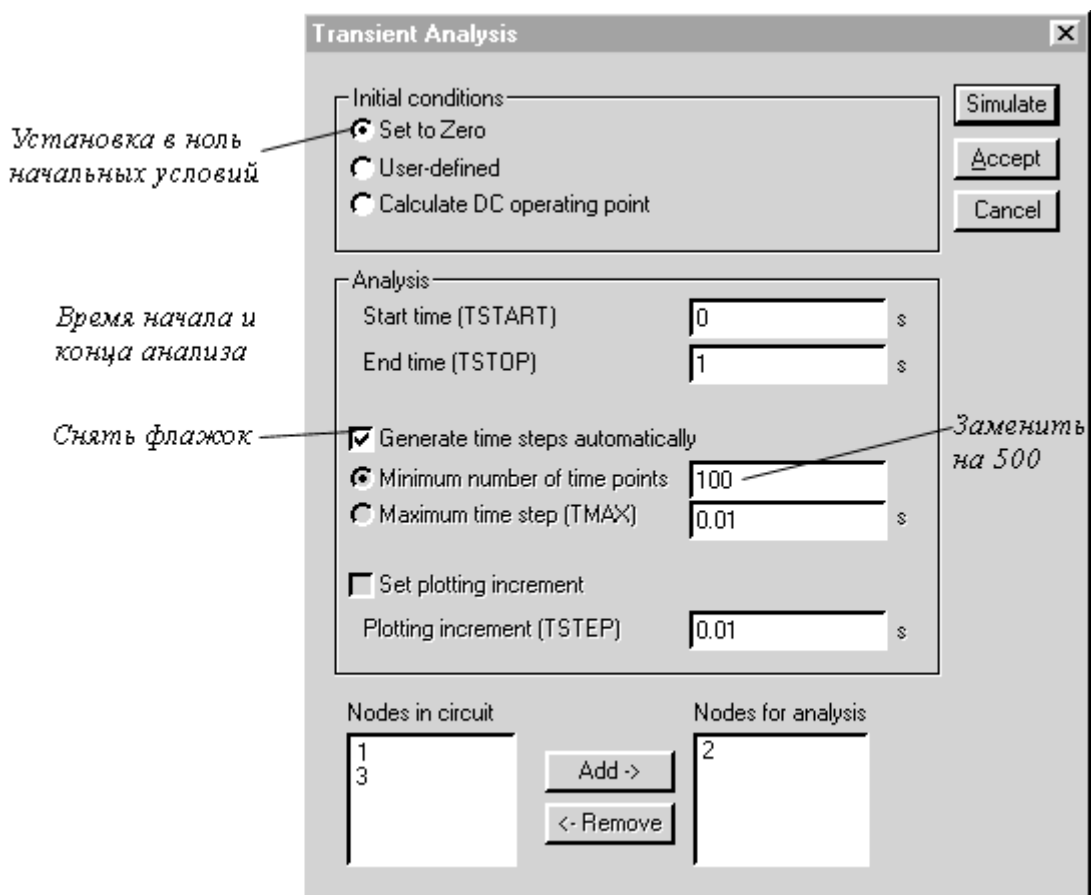 Transient Analysis
Initial conditions
Simulate
Установка в ноль
начальных условий
Set to Zero
User-defined
Accept
Calculate DC operating point
Cancel
Analysis
Время начала и
конца анализа
Start time (TSTART)
0
s
End time (TSTOP)
1
s
Снять флажок
Generate time steps automatically
Заменить
на 500
Minimum number of time points
100
Maximum time step (TMAX)
0.01
s
Set plotting increment
Plotting increment (TSTEP)
0.01
s
Nodes in circuit
Nodes for analysis
1
3
Add ->
<- Remove
2